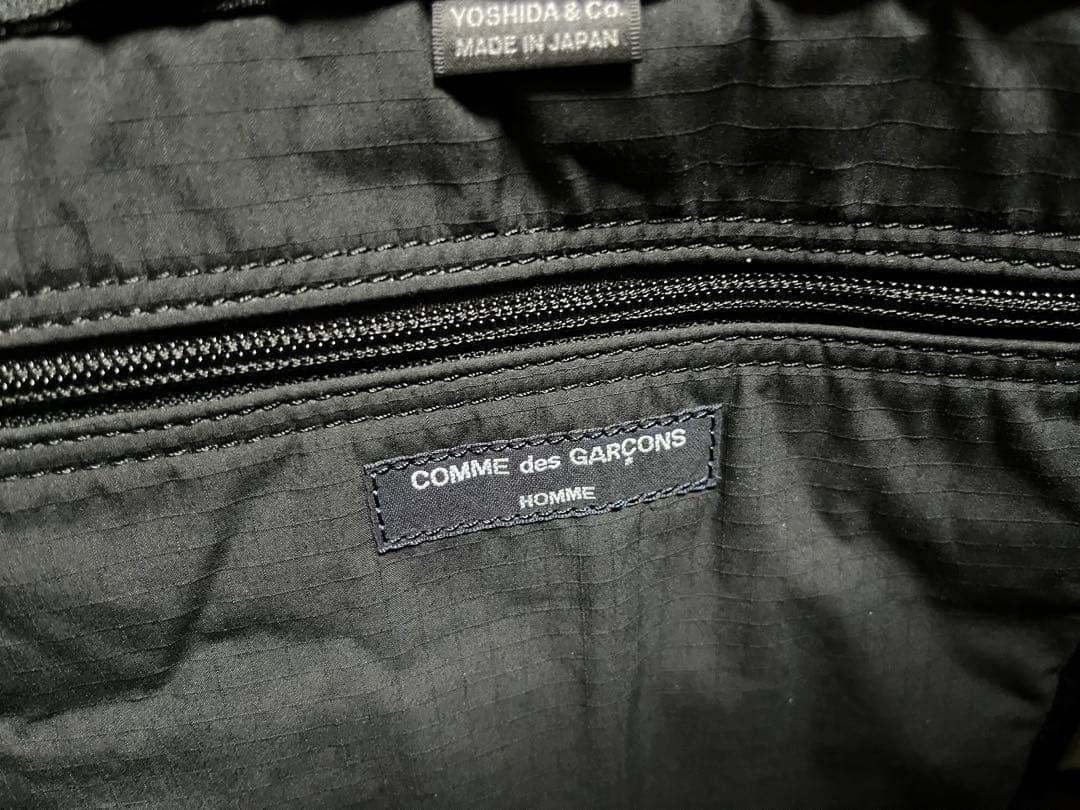 YOSHIDA & Co.
MADE IN JAPAN
COMME des GARÇONS
HOMME